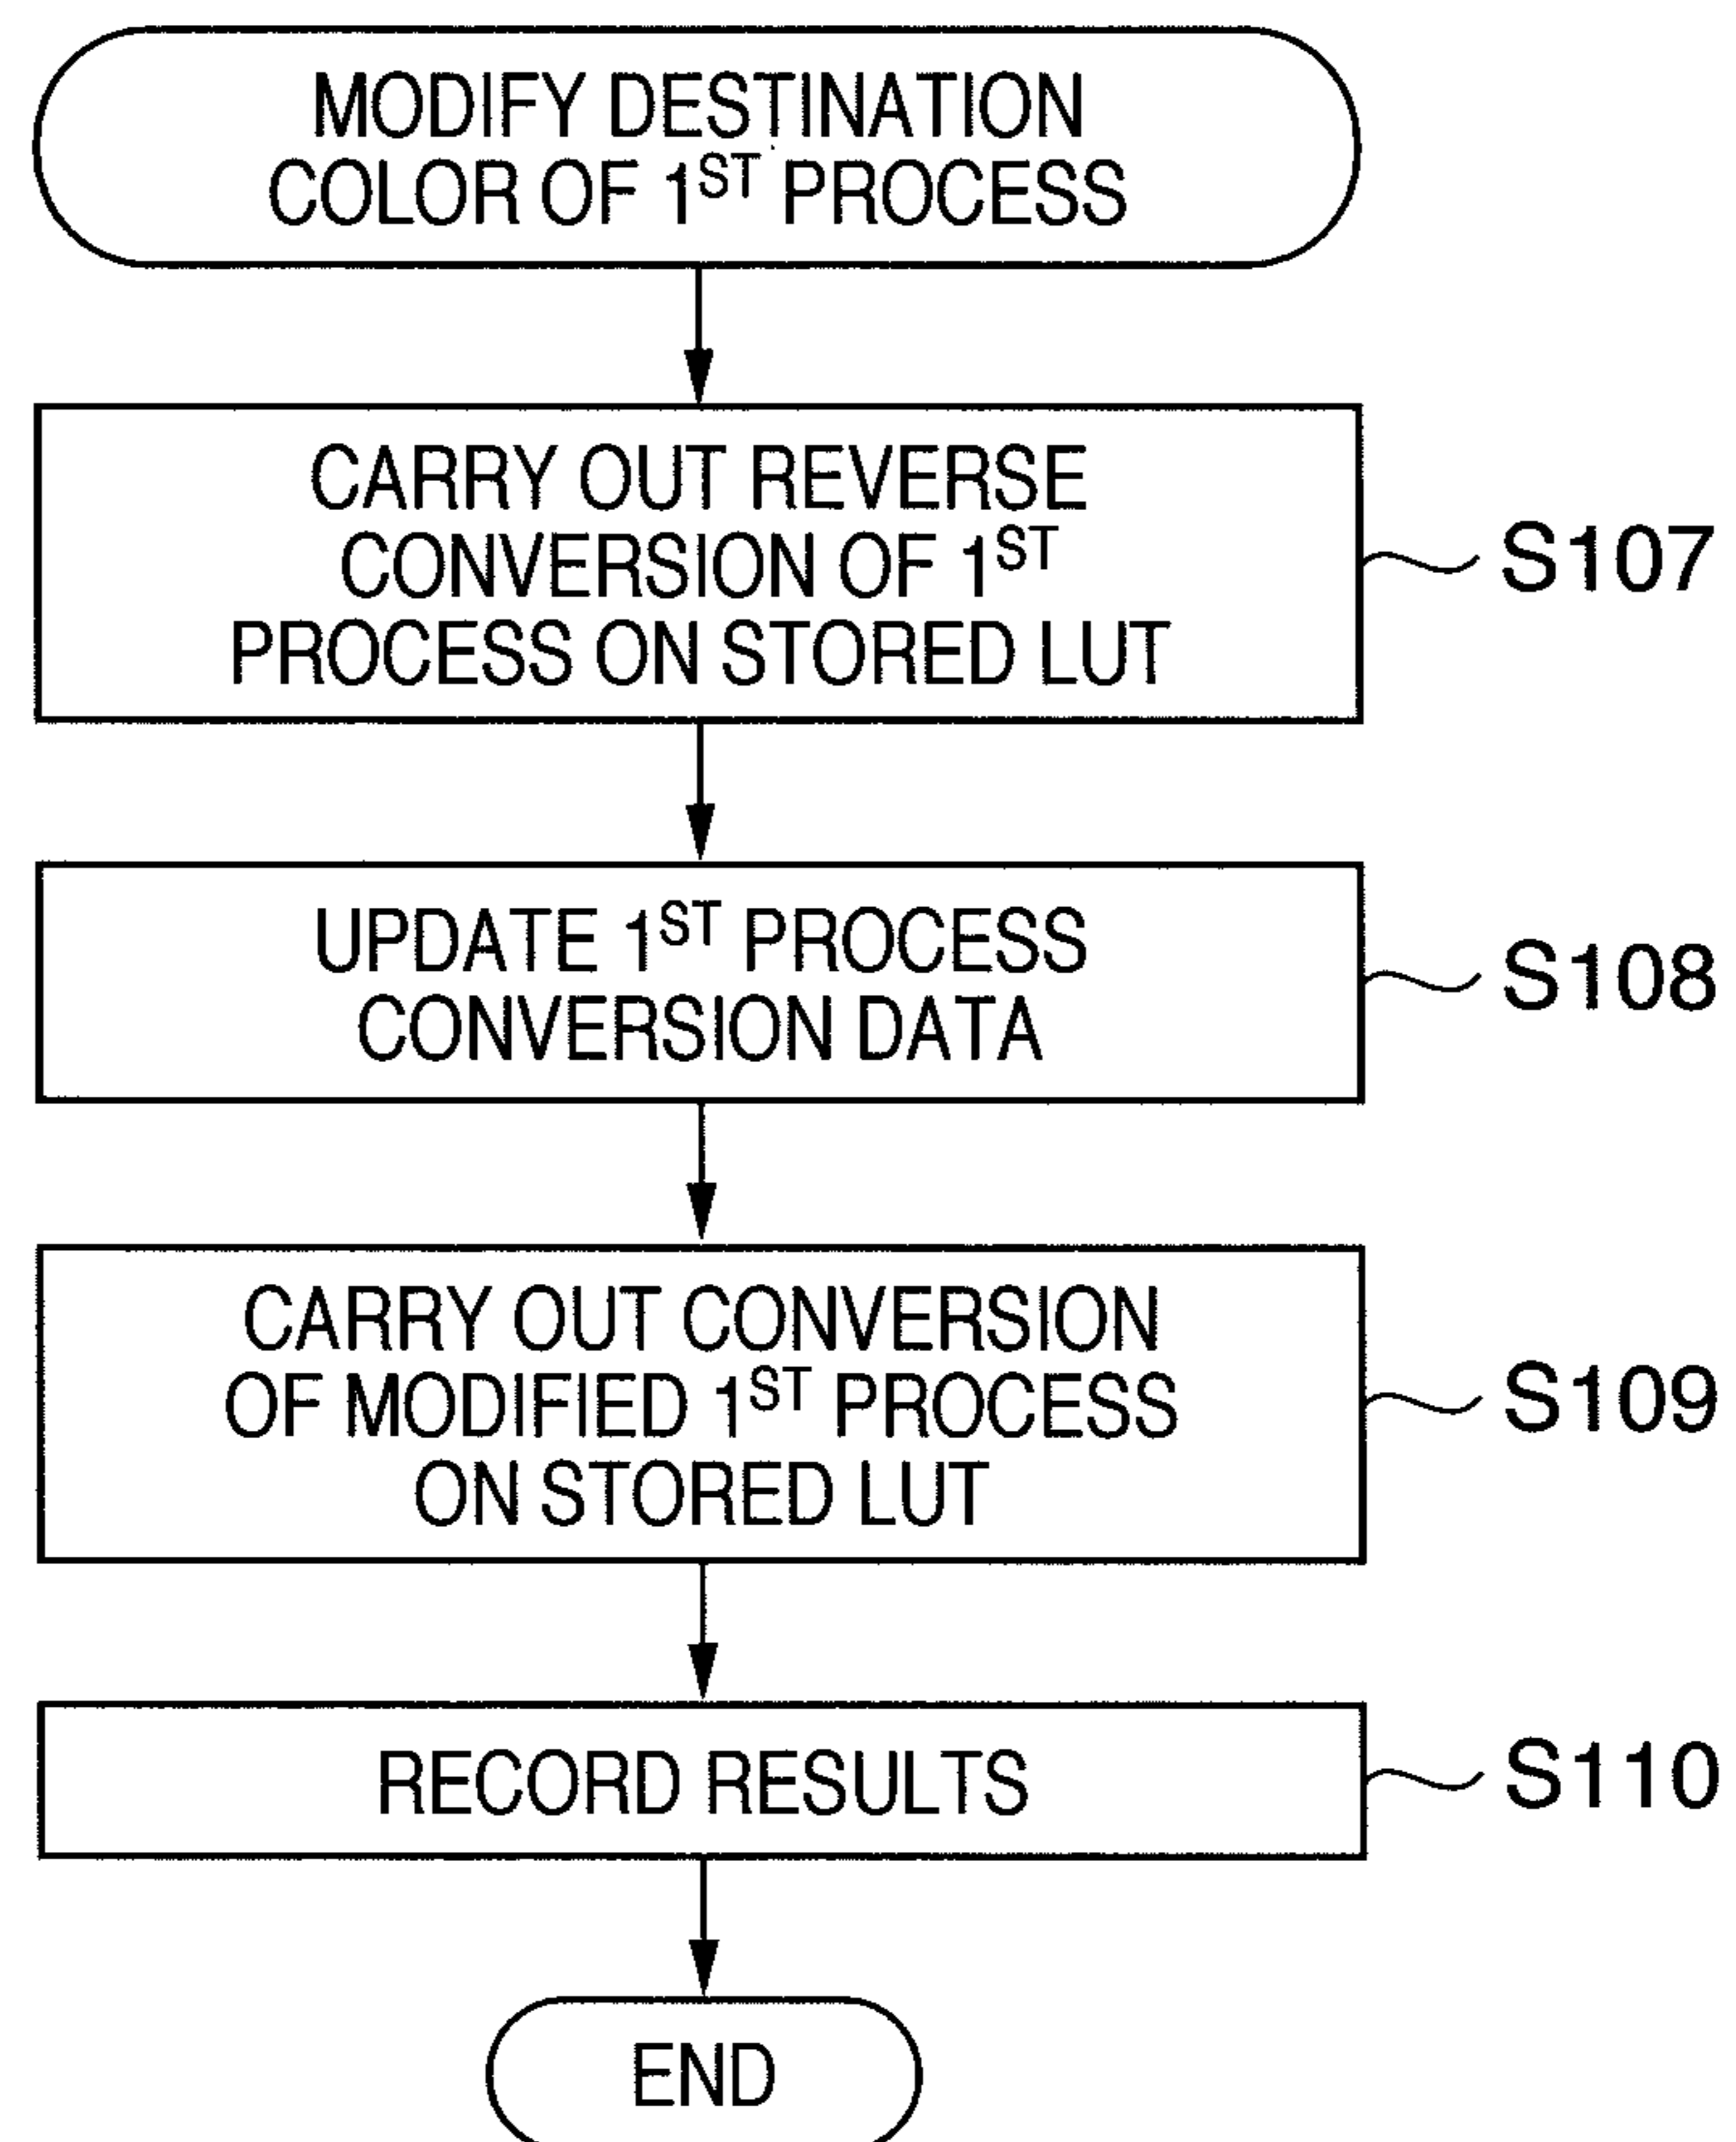 MODIFY DESTINATION
COLOR OF 1ST PROCESS
CARRY OUT REVERSE
CONVERSION OF 1ST
PROCESS ON STORED LUT
S107
UPDATE 1ST PROCESS
CONVERSION DATA
S108
CARRY OUT CONVERSION
OF MODIFIED 1ST PROCESS
ON STORED LUT
S109
RECORD RESULTS
S110
END